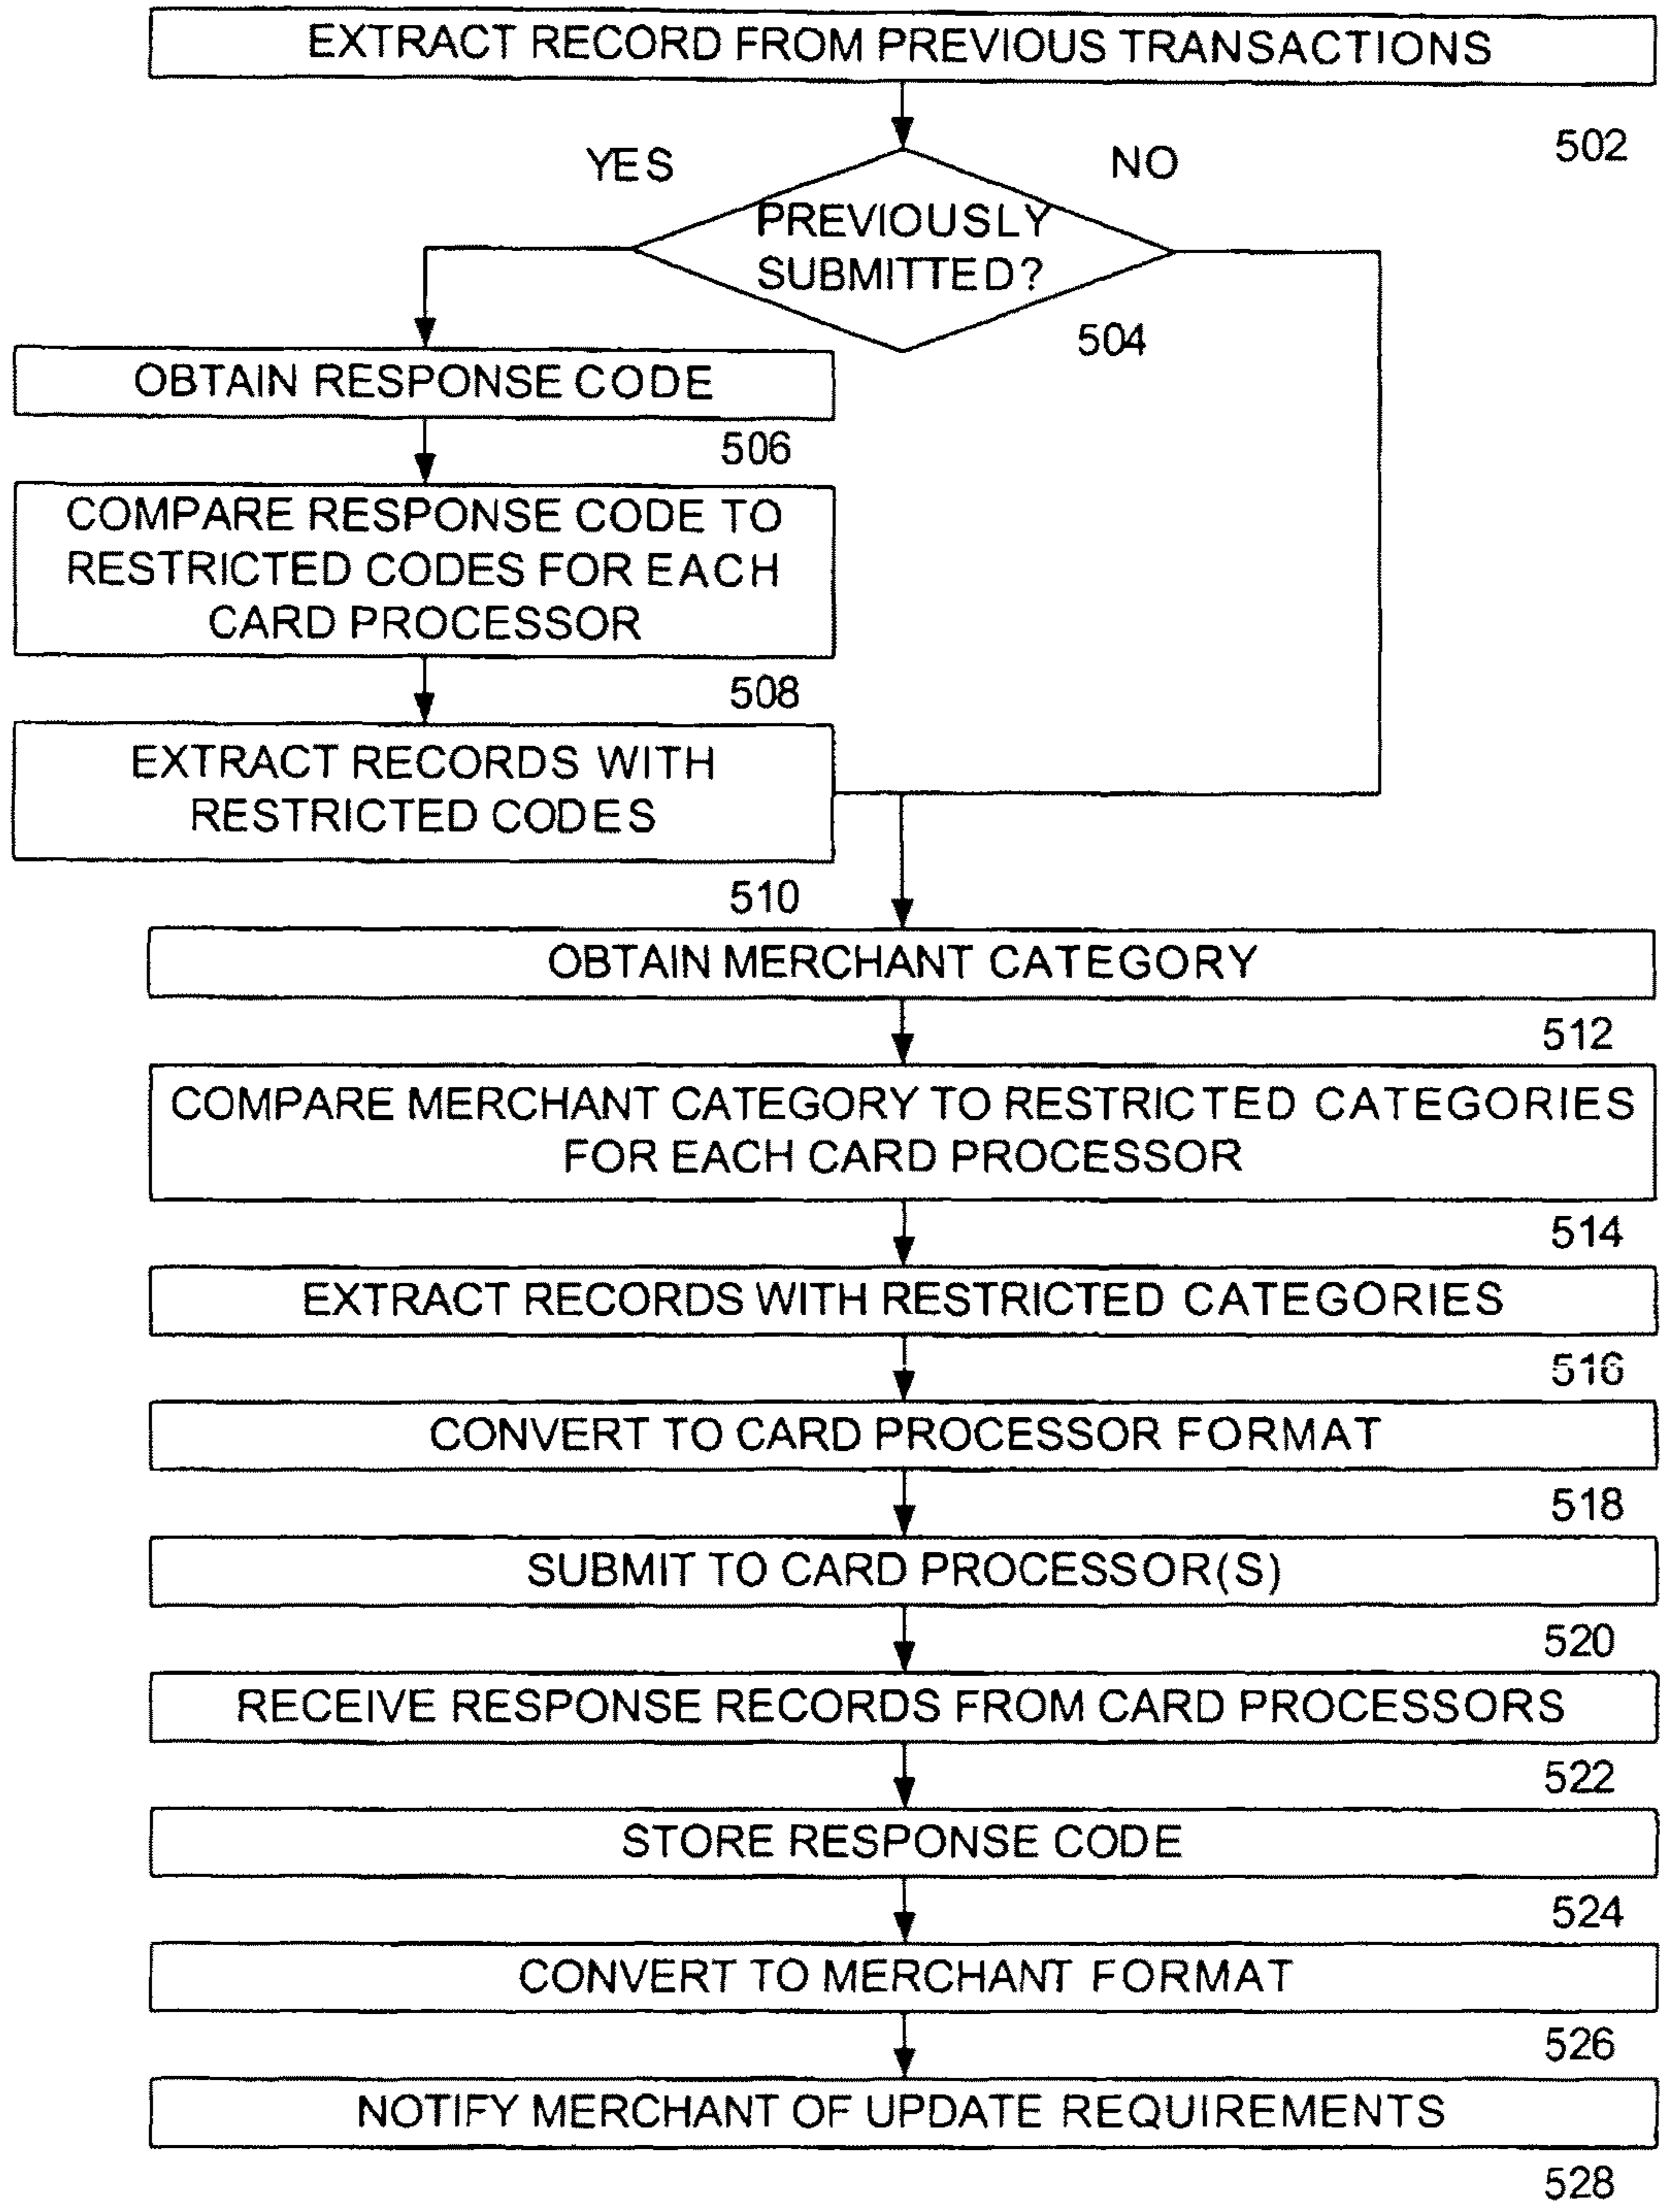 EXTRACT RECORD FROM PREVIOUS TRANSACTIONS
502
YES
NO
PREVIOUSLY
SUBMITTED?
504
OBTAIN RESPONSE CODE
506
COMPARE RESPONSE CODE TO
RESTRICTED CODES FOR EACH
CARD PROCESSOR
508
EXTRACT RECORDS WITH
RESTRICTED CODES
510
OBTAIN MERCHANT CATEGORY
512
COMPARE MERCHANT CATEGORY TO RESTRICTED CATEGORIES
FOR EACH CARD PROCESSOR
514
EXTRACT RECORDS WITH RESTRICTED CATEGORIES
516
CONVERT TO CARD PROCESSOR FORMAT
518
SUBMIT TO CARD PROCESSOR(S)
520
RECEIVE RESPONSE RECORDS FROM CARD PROCESSORS
522
STORE RESPONSE CODE
524
CONVERT TO MERCHANT FORMAT
526
NOTIFY MERCHANT OF UPDATE REQUIREMENTS
528